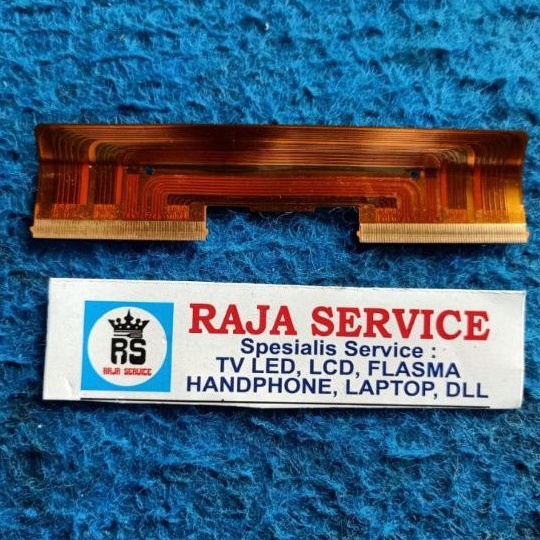 RAJA SERVICE
Spesialis Service :
TV LED, LCD, FLASMA
HANDPHONE, LAPTOP, DLL
RS
RAJA SERVICE